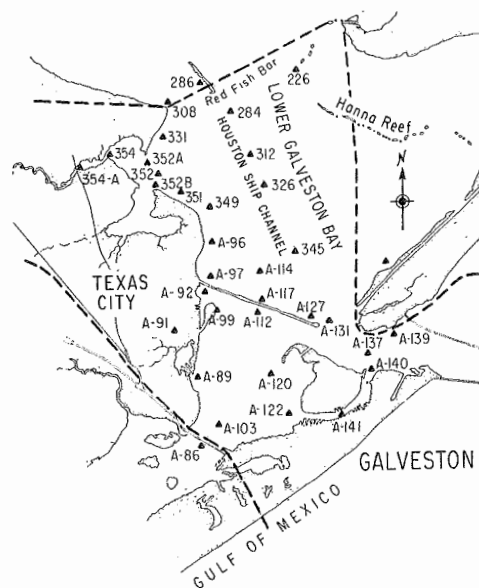 286
Red Fish Bar
226
308
284
LOWER GALVESTON BAY
Hanna Reef
331
HOUSTON SHIP CHANNEL
312
354
352A
354-A
352
352B
351
326
N
349
A-96
345
A-97
A-114
TEXAS
CITY
A-92
A-117
A-99
A-112
A-127
A-131
A-91
A-137
A-139
A-89
A-120
A-140
A-122
A-141
A-103
A-86
GALVESTON
GULF OF MEXICO